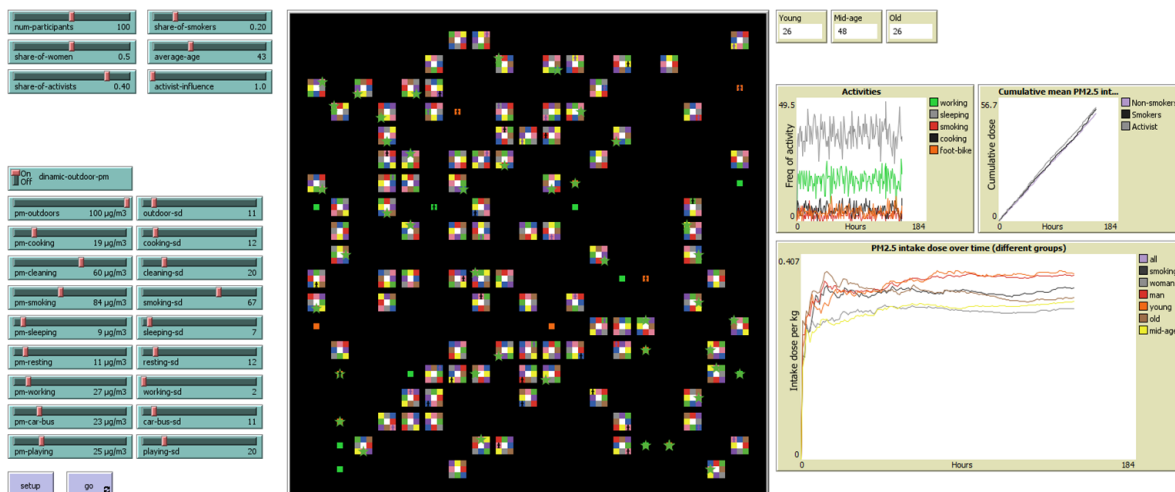 num-participants 100
share-of-smokers 0.20
share-of-women 0.5
average-age 43
share-of-activists 0.40
activist-influence 1.0
On
Off
dinamic-outdoor-pm
pm-outdoors 100 µg/m3
outdoor-sd 11
pm-cooking 19 µg/m3
cooking-sd 12
pm-cleaning 60 µg/m3
cleaning-sd 20
pm-smoking 84 µg/m3
smoking-sd 67
pm-sleeping 9 µg/m3
sleeping-sd 7
pm-resting 11 µg/m3
resting-sd 12
pm-working 27 µg/m3
working-sd 2
pm-car-bus 23 µg/m3
car-bus-sd 11
pm-playing 25 µg/m3
playing-sd 20
setup
go
Young
26
Mid-age
48
Old
26
Activities
49.5
Freq of activity
0
0
Hours
184
working
sleeping
smoking
cooking
foot-bike
Cumulative mean PM2.5 int...
56.7
Cumulative dose
0
0
Hours
184
Non-smokers
Smokers
Activist
PM2.5 intake dose over time (different groups)
0.407
Intake dose per kg
0
0
Hours
184
all
smoking
woman
man
young
old
mid-age